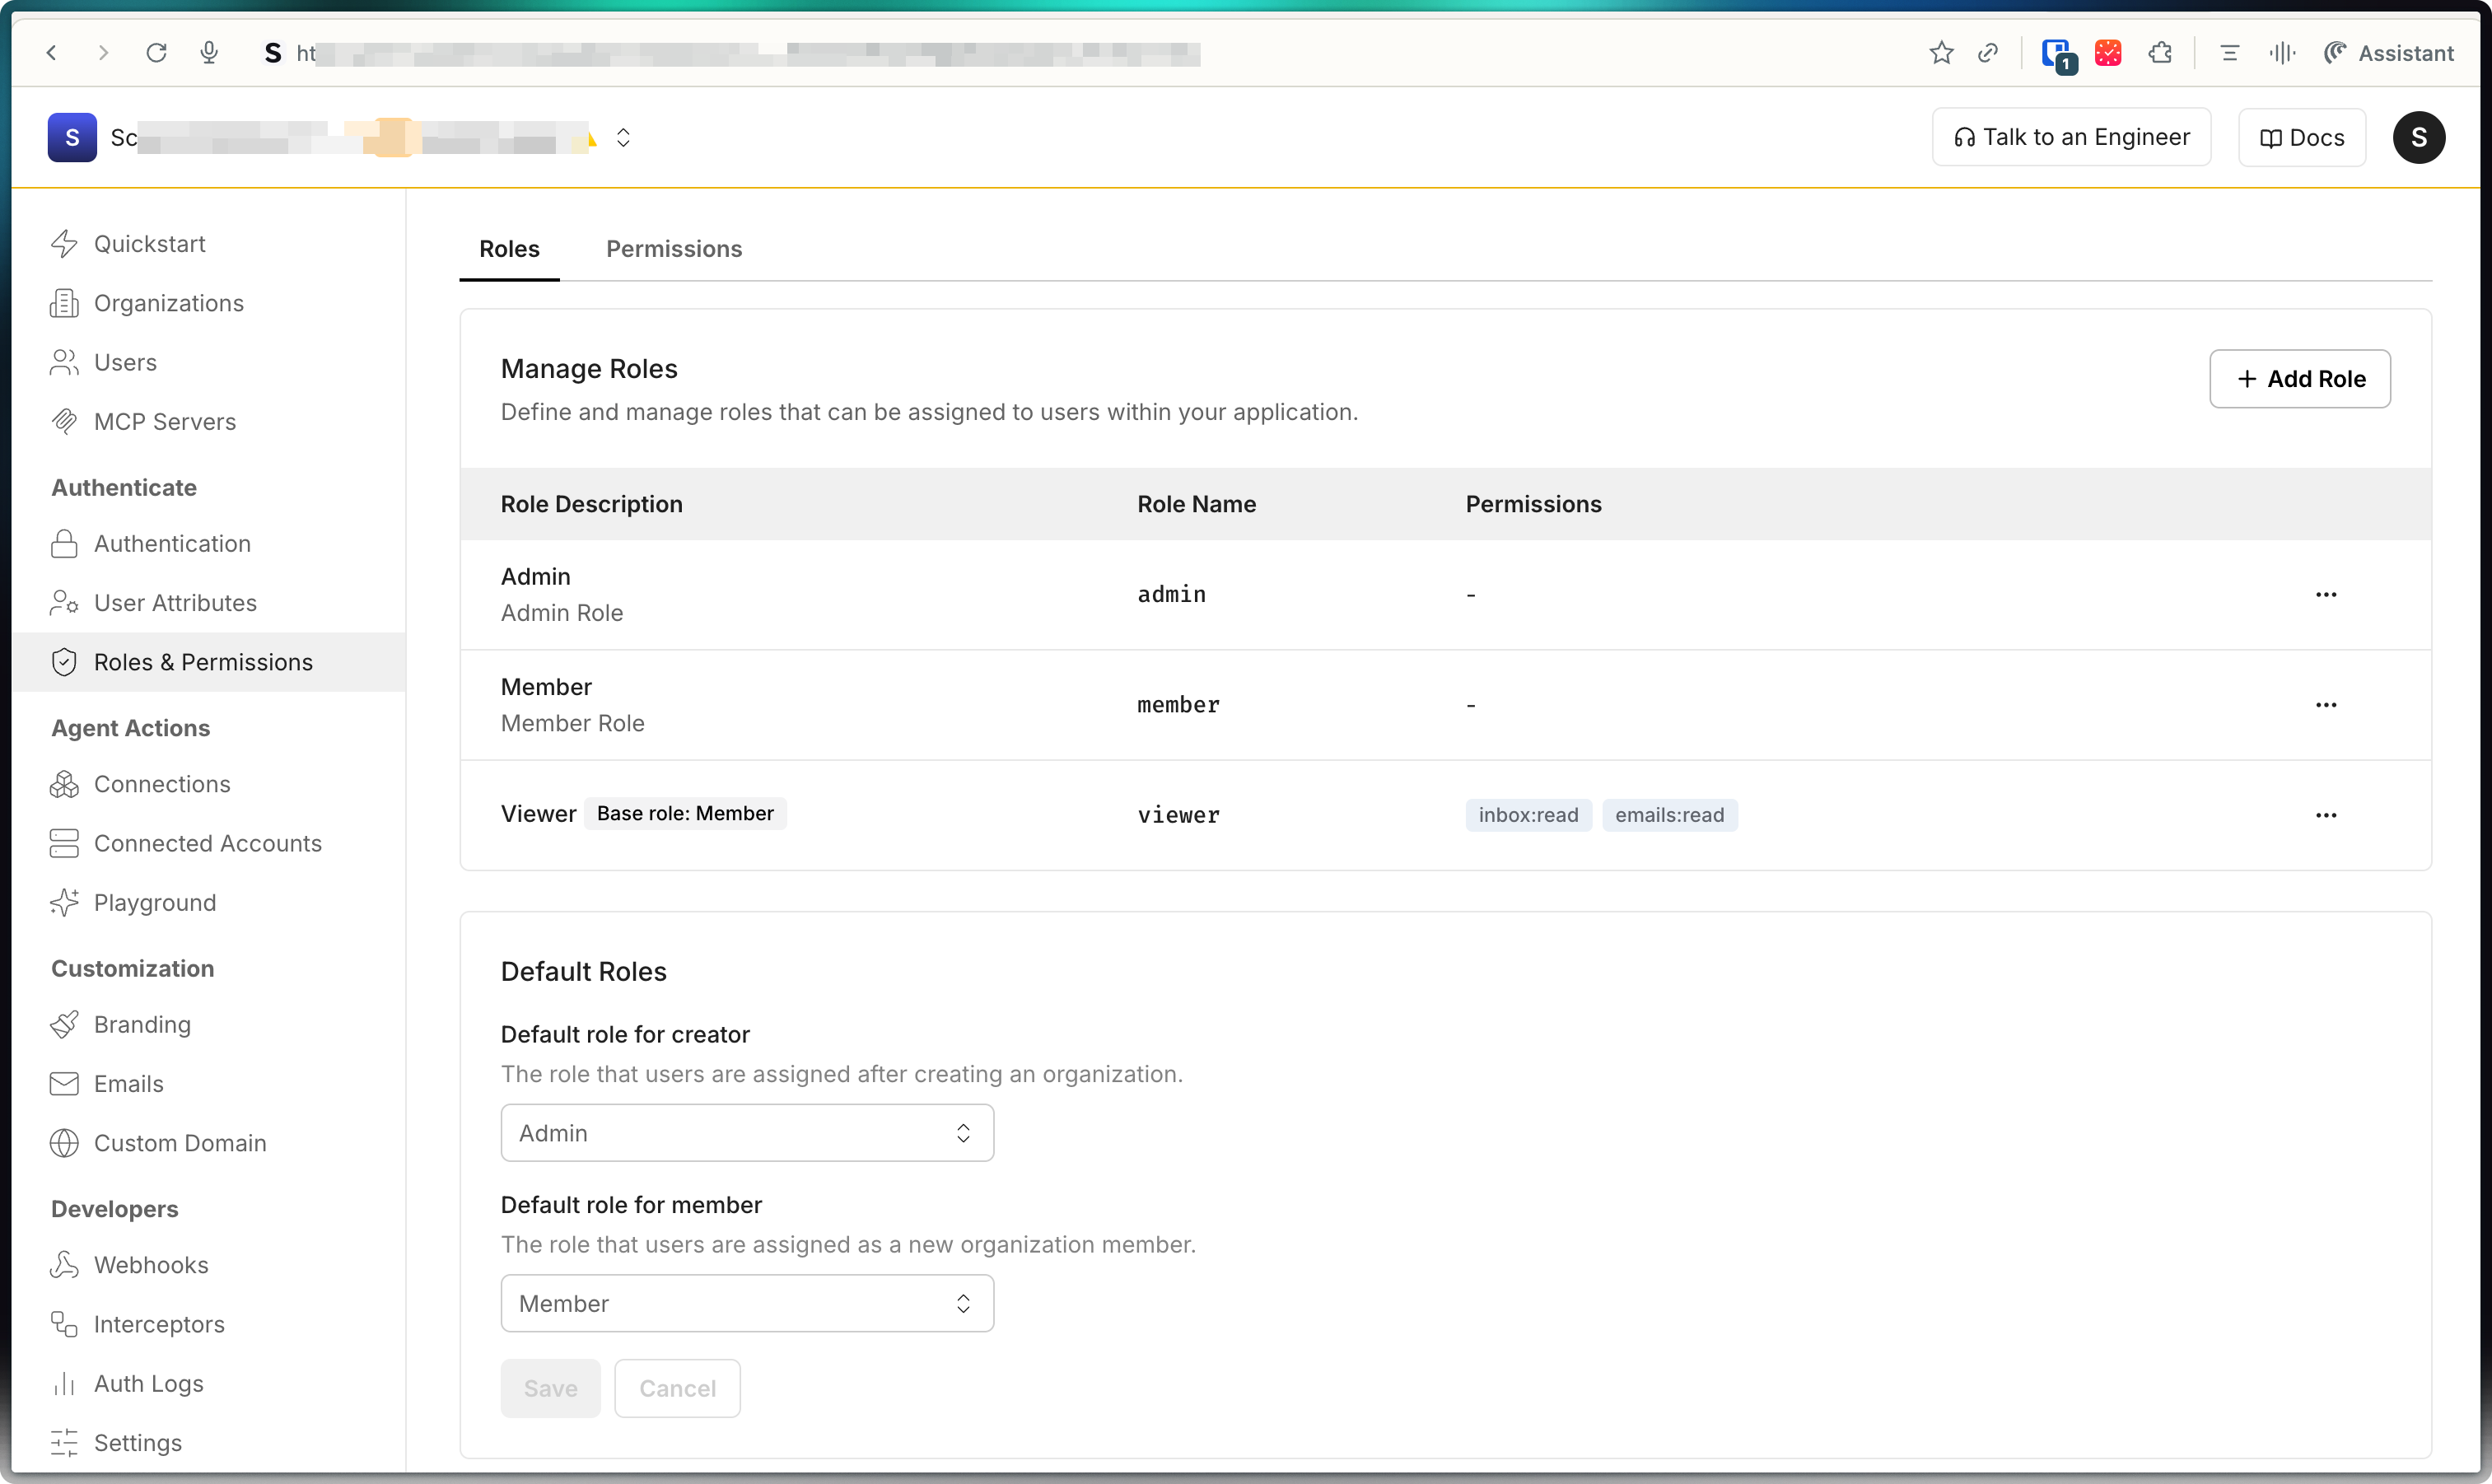 S
1
Assistant
S
Talk to an Engineer
Docs
S
Quickstart
Organizations
Users
MCP Servers
Authenticate
Authentication
User Attributes
Roles & Permissions
Agent Actions
Connections
Connected Accounts
Playground
Customization
Branding
Emails
Custom Domain
Developers
Webhooks
Interceptors
Auth Logs
Settings
Roles Permissions
Manage Roles
Define and manage roles that can be assigned to users within your application.
+ Add Role
Role Description Role Name Permissions
Admin
Admin Role
admin -
Member
Member Role
member -
Viewer Base role: Member viewer inbox:read emails:read
Default Roles
Default role for creator
The role that users are assigned after creating an organization.
Admin
Default role for member
The role that users are assigned as a new organization member.
Member
Save Cancel